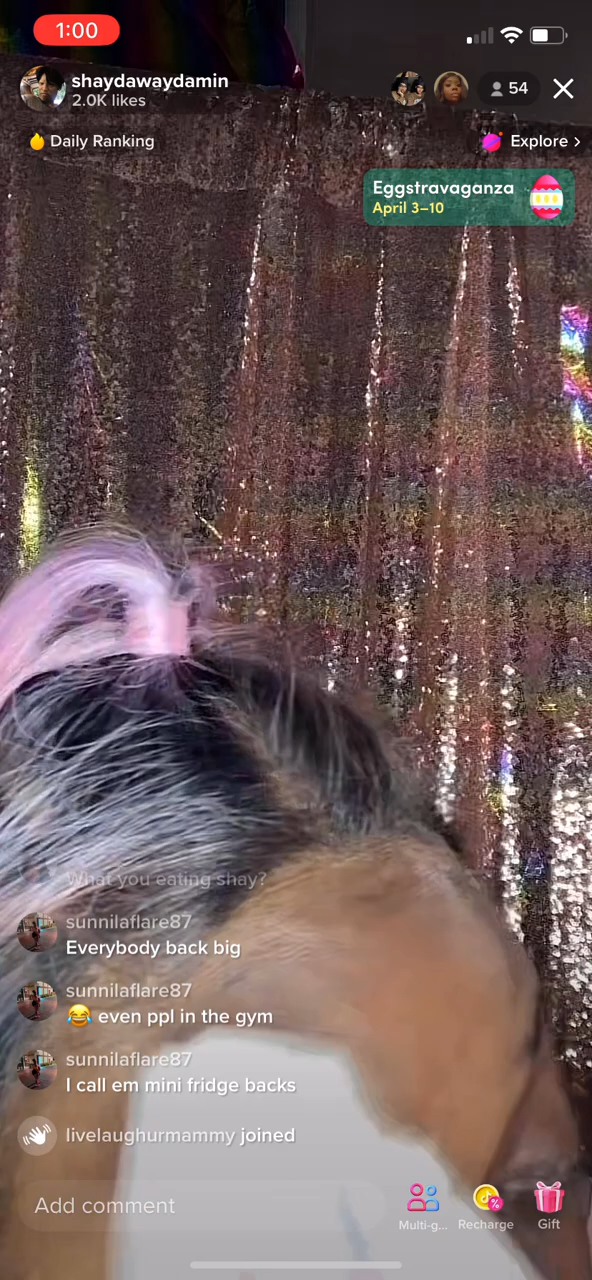 1:00
shaydawaydamin
2.0K likes
54
Daily Ranking
Explore >
Eggstravaganza
April 3–10
What you eating shay?
sunnilaflare87
Everybody back big
sunnilaflare87
😂 even ppl in the gym
sunnilaflare87
I call em mini fridge backs
livelaughurmammy joined
Add comment
Multi-g...
Recharge
Gift